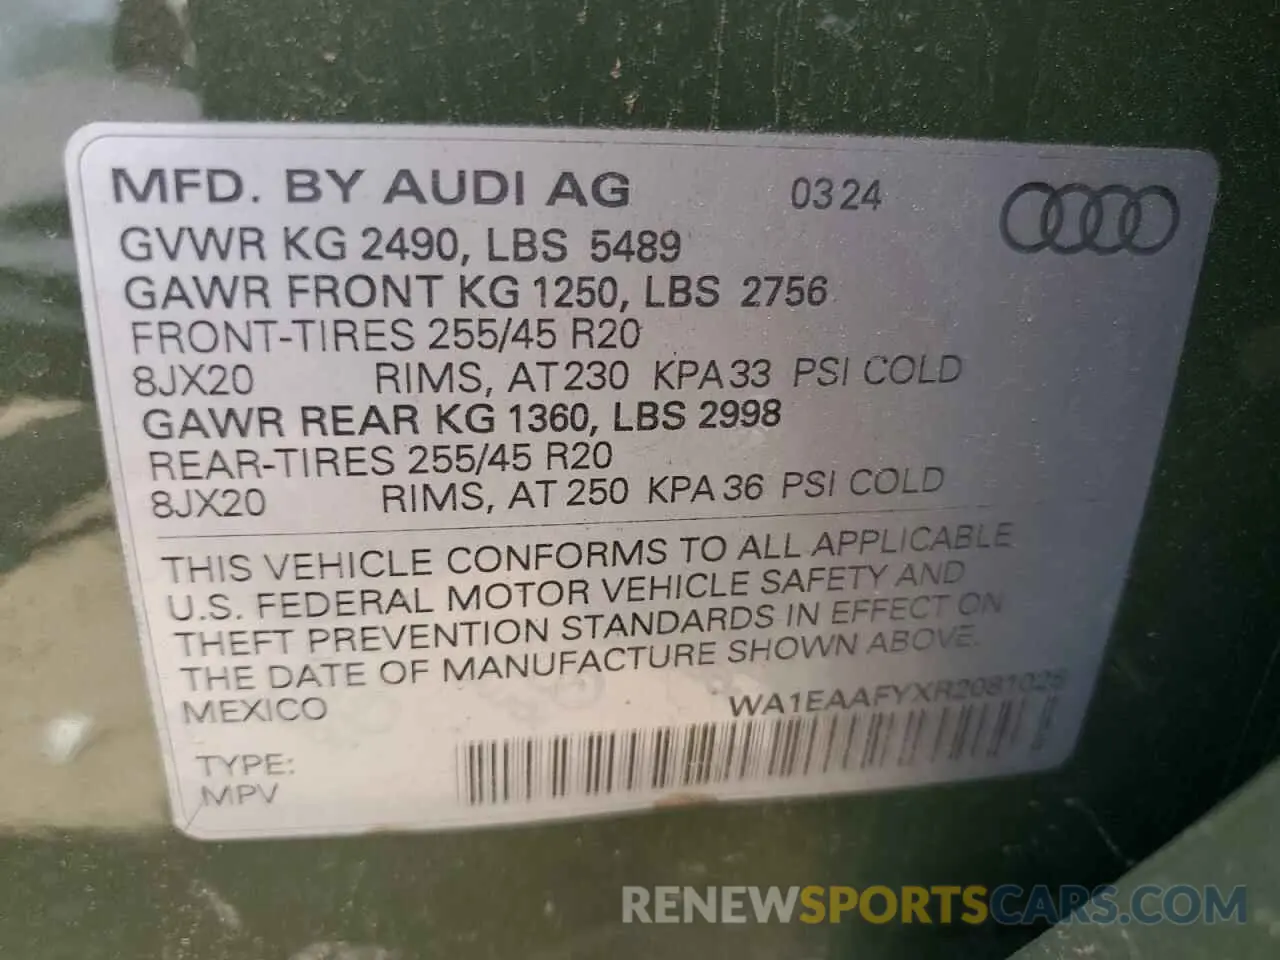 MFD. BY AUDI AG 03 24
GVWR KG 2490, LBS 5489
GAWR FRONT KG 1250, LBS 2756
FRONT-TIRES 255/45 R20
8JX20 RIMS, AT 230 KPA 33 PSI COLD
GAWR REAR KG 1360, LBS 2998
REAR-TIRES 255/45 R20
8JX20 RIMS, AT 250 KPA 36 PSI COLD
THIS VEHICLE CONFORMS TO ALL APPLICABLE
U.S. FEDERAL MOTOR VEHICLE SAFETY AND
THEFT PREVENTION STANDARDS IN EFFECT ON
THE DATE OF MANUFACTURE SHOWN ABOVE.
MEXICO WA1EAAFYXR2081025
TYPE:
MPV
RENEWSPORTSCARS.COM